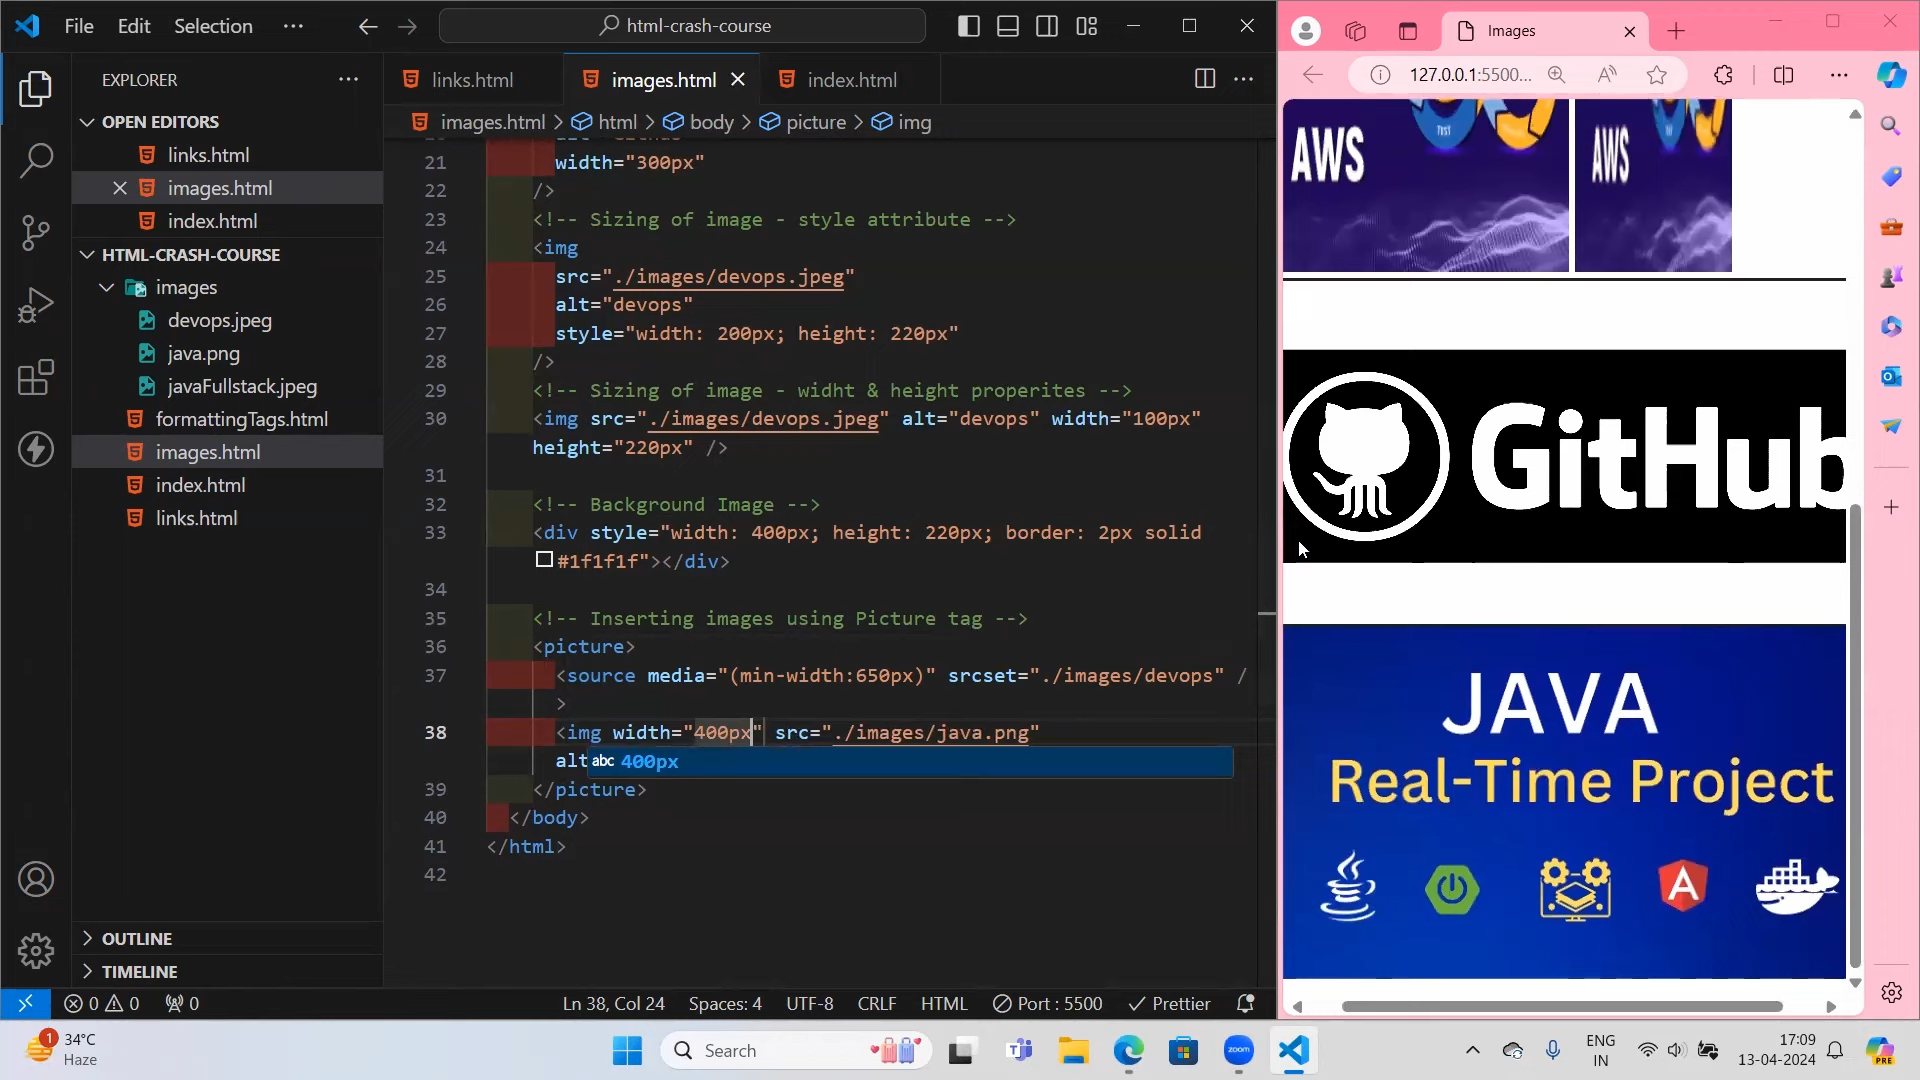 File Edit Selection ···
html-crash-course
EXPLORER
OPEN EDITORS
links.html
images.html
index.html
HTML-CRASH-COURSE
images
devops.jpeg
java.png
javaFullstack.jpeg
formattingTags.html
images.html
index.html
links.html
OUTLINE
TIMELINE
links.html images.html index.html
images.html > html > body > picture > img
21 width="300px"
22 />
23 <!-- Sizing of image - style attribute -->
24 <img
25 src="./images/devops.jpeg"
26 alt="devops"
27 style="width: 200px; height: 220px"
28 />
29 <!-- Sizing of image - widht & height properites -->
30 <img src="./images/devops.jpeg" alt="devops" width="100px"
height="220px" />
31
32 <!-- Background Image -->
33 <div style="width: 400px; height: 220px; border: 2px solid
#1f1f1f"></div>
34
35 <!-- Inserting images using Picture tag -->
36 <picture>
37 <source media="(min-width:650px)" srcset="./images/devops" /
>
38 <img width="400px" src="./images/java.png"
alt abc 400px
39 </picture>
40 </body>
41 </html>
42
0 0 0 Ln 38, Col 24 Spaces: 4 UTF-8 CRLF HTML Port : 5500 Prettier
Images
127.0.0.1:5500...
AWS TEST AWS
GitHub
JAVA
Real-Time Project
1 34°C
Haze
Search
zoom
ENG
IN
17:09
13-04-2024
PRE